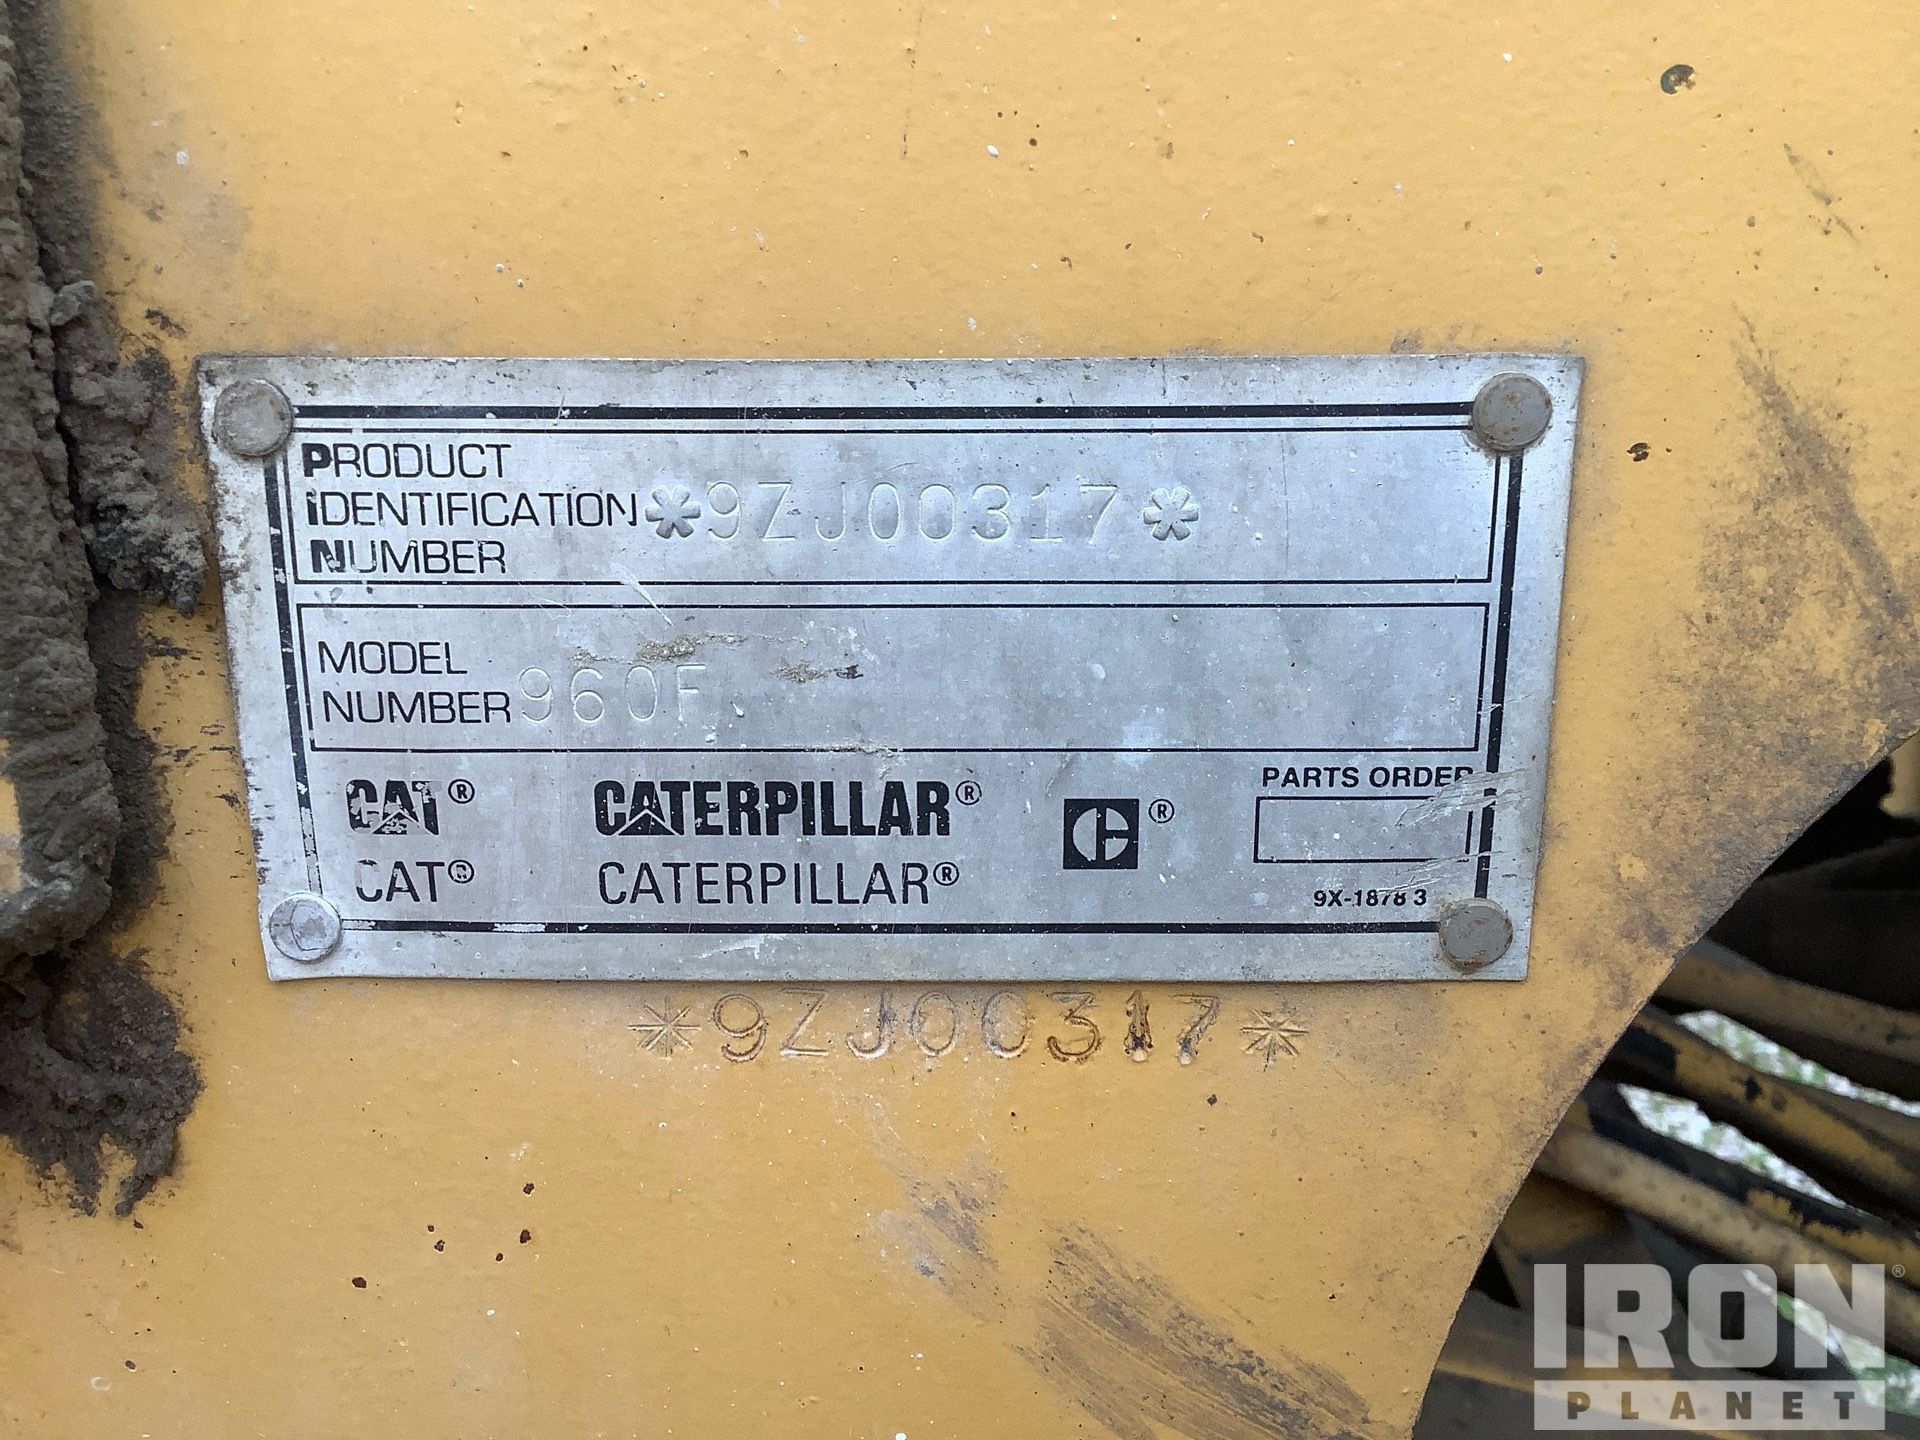 PRODUCT
IDENTIFICATION *9ZJ00317*
NUMBER
MODEL
NUMBER 960F
CAT® CATERPILLAR® C® PARTS ORDER
CAT® CATERPILLAR®
9X-1878 3
*9ZJ00317*
IRON®
PLANET